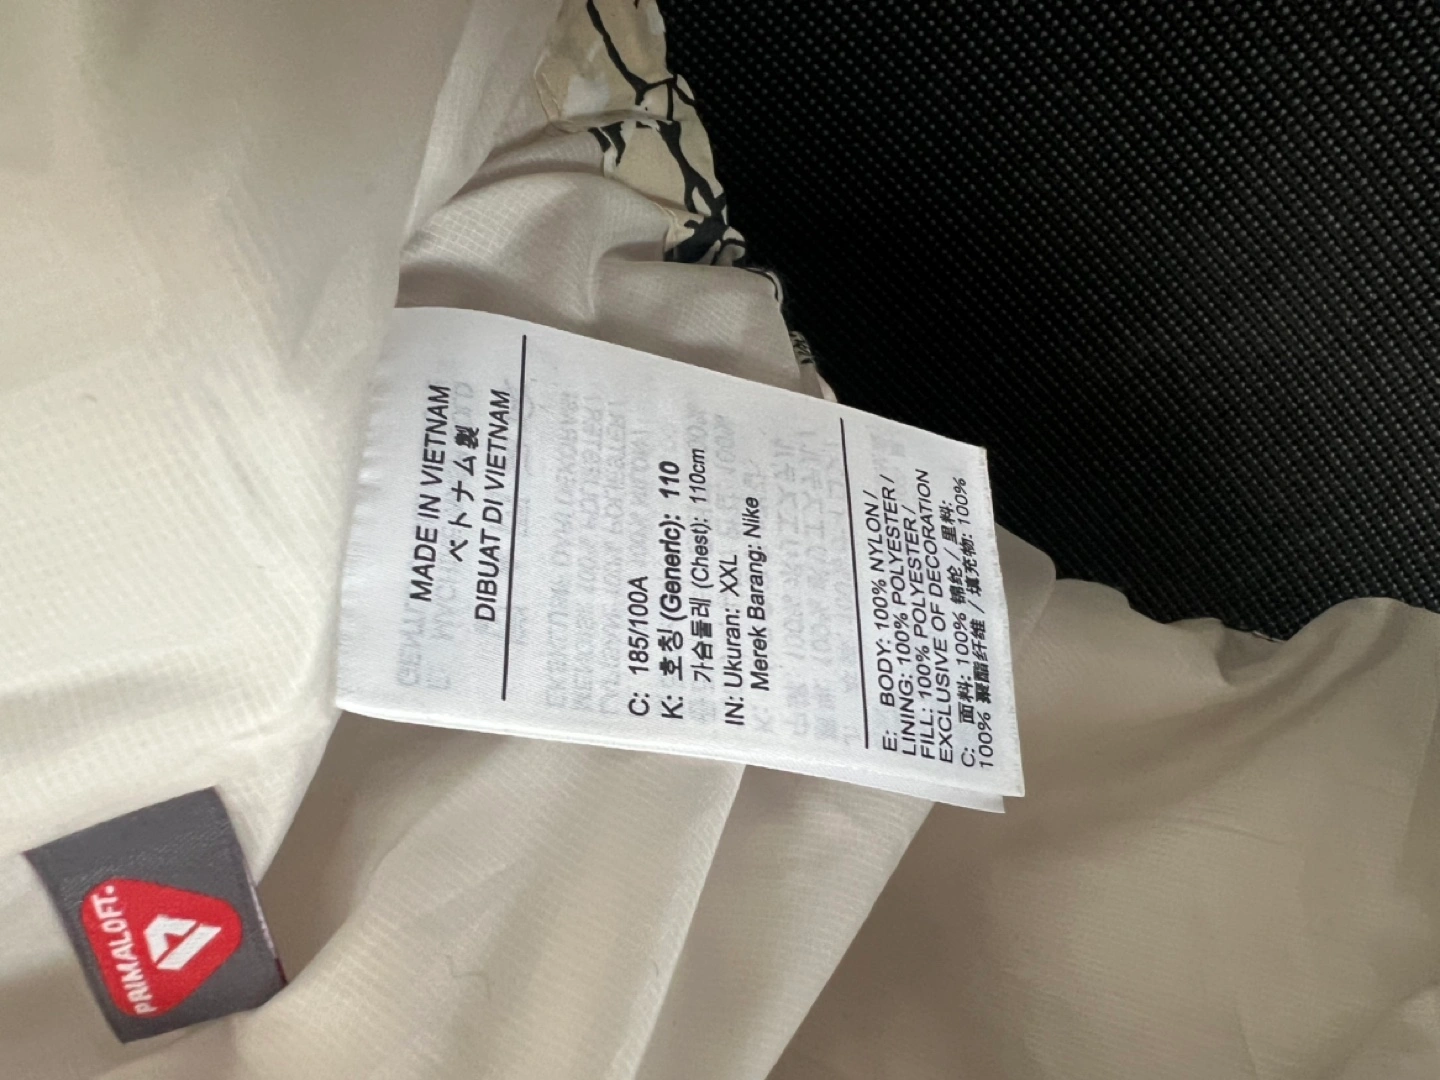 MADE IN VIETNAM
ベトナム製
DIBUAT DI VIETNAM
C: 185/100A
K: 호칭 (Generic): 110
가슴둘레 (Chest): 110cm
IN: Ukuran: XXL
Merek Barang: Nike
E: BODY: 100% NYLON /
LINING: 100% POLYESTER /
FILL: 100% POLYESTER /
EXCLUSIVE OF DECORATION
C: 面料: 100% 锦纶 / 里料:
100% 聚酯纤维 / 填充物: 100%
PRIMALOFT